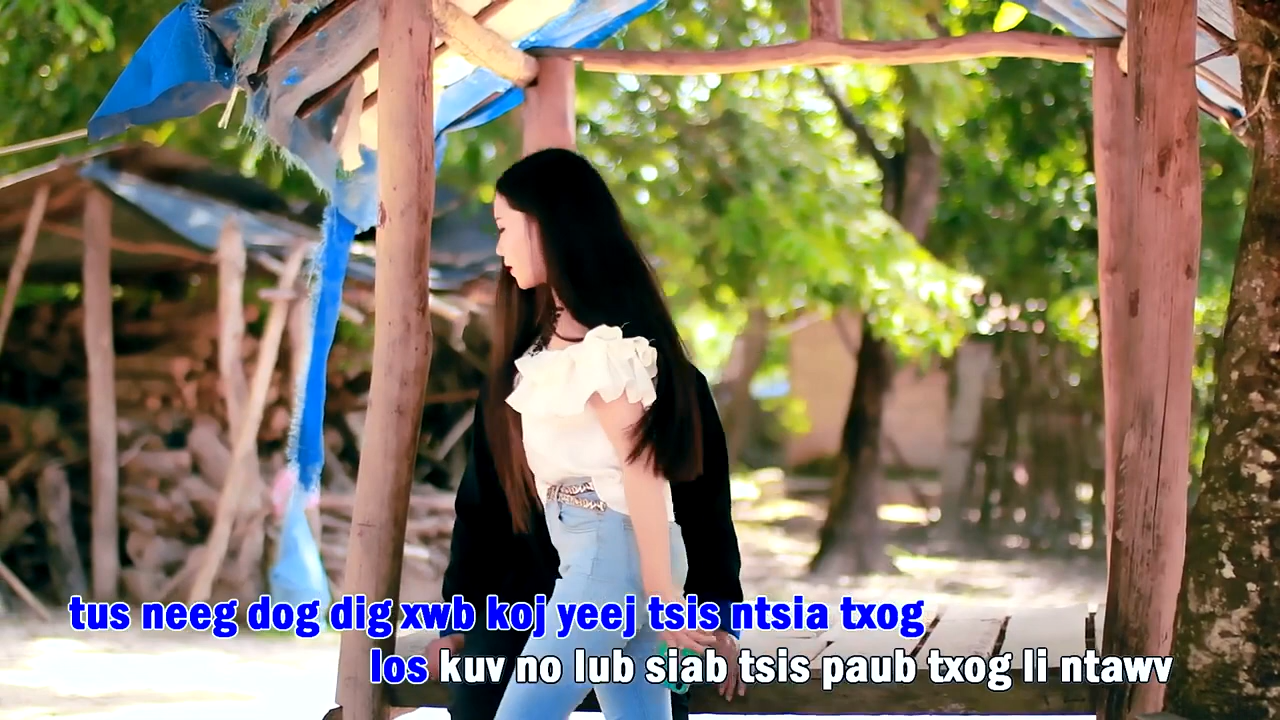 tus neeg dog dig xwb koj yeej tsis ntsia txog
los kuv no lub siab tsis paub txog li ntawv